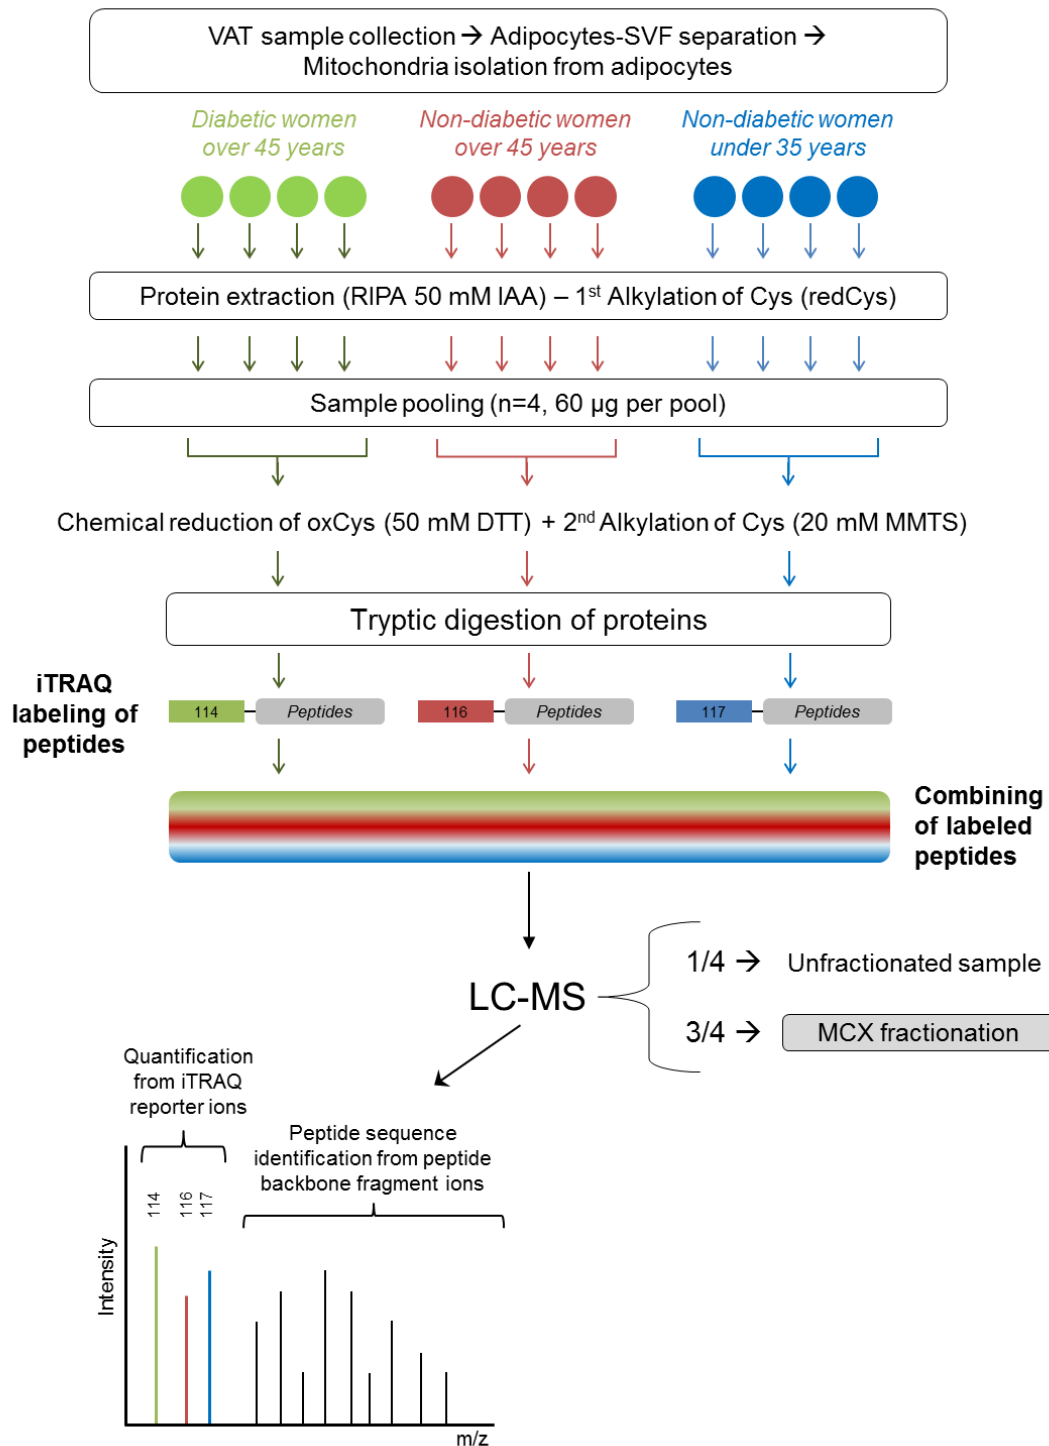 VAT sample collection → Adipocytes-SVF separation →
Mitochondria isolation from adipocytes
Diabetic women
over 45 years
Non-diabetic women
over 45 years
Non-diabetic women
under 35 years
Protein extraction (RIPA 50 mM IAA) – 1st Alkylation of Cys (redCys)
Sample pooling (n=4, 60 µg per pool)
Chemical reduction of oxCys (50 mM DTT) + 2nd Alkylation of Cys (20 mM MMTS)
Tryptic digestion of proteins
iTRAQ
labeling of
peptides
114
Peptides
116
Peptides
117
Peptides
Combining
of labeled
peptides
LC-MS
1/4 → Unfractionated sample
3/4 → MCX fractionation
Quantification
from iTRAQ
reporter ions
Peptide sequence
identification from peptide
backbone fragment ions
114
116
117
Intensity
m/z